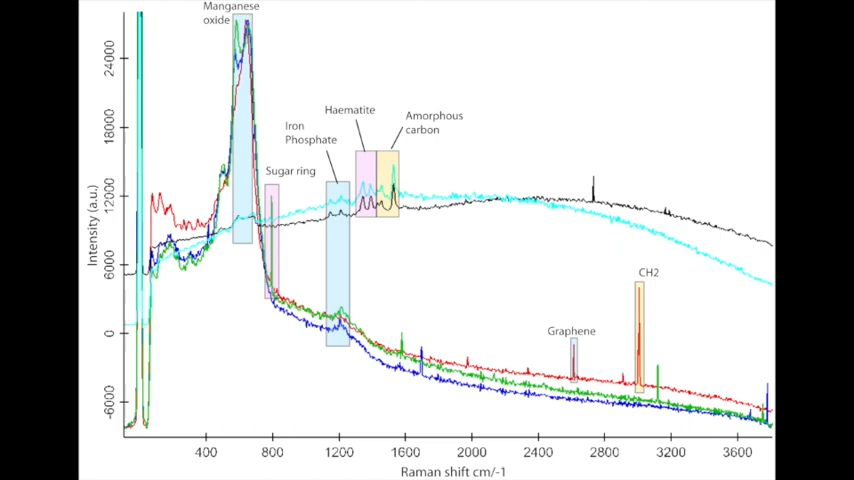 Manganese
oxide
24000
Haematite
Amorphous
carbon
Iron
Phosphate
18000
Sugar ring
12000
Intensity (a.u.)
6000
CH2
Graphene
0
-6000
400 800 1200 1600 2000 2400 2800 3200 3600
Raman shift cm/-1